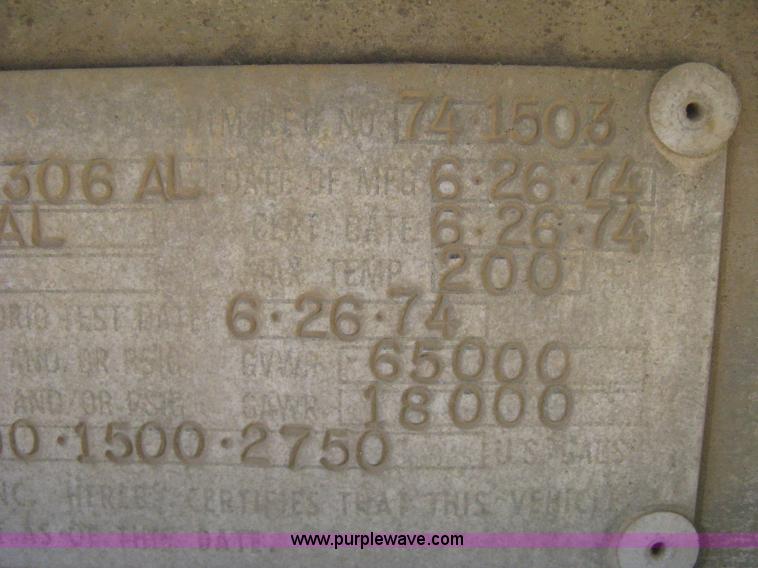 NO. 74 1503
306 AL DATE OF MFG 6·26·74
AL CERT. DATE 6·26·74
MAX. TEMP. 200
TEST DATE 6·26·74
AND/OR PSIG GVWR 65000
AND/OR PSIG GAWR 18000
00·1500·2750 U.S. GALS
NC. HEREBY CERTIFIES THAT THIS VEHICLE
AS OF THIS DATE.
www.purplewave.com